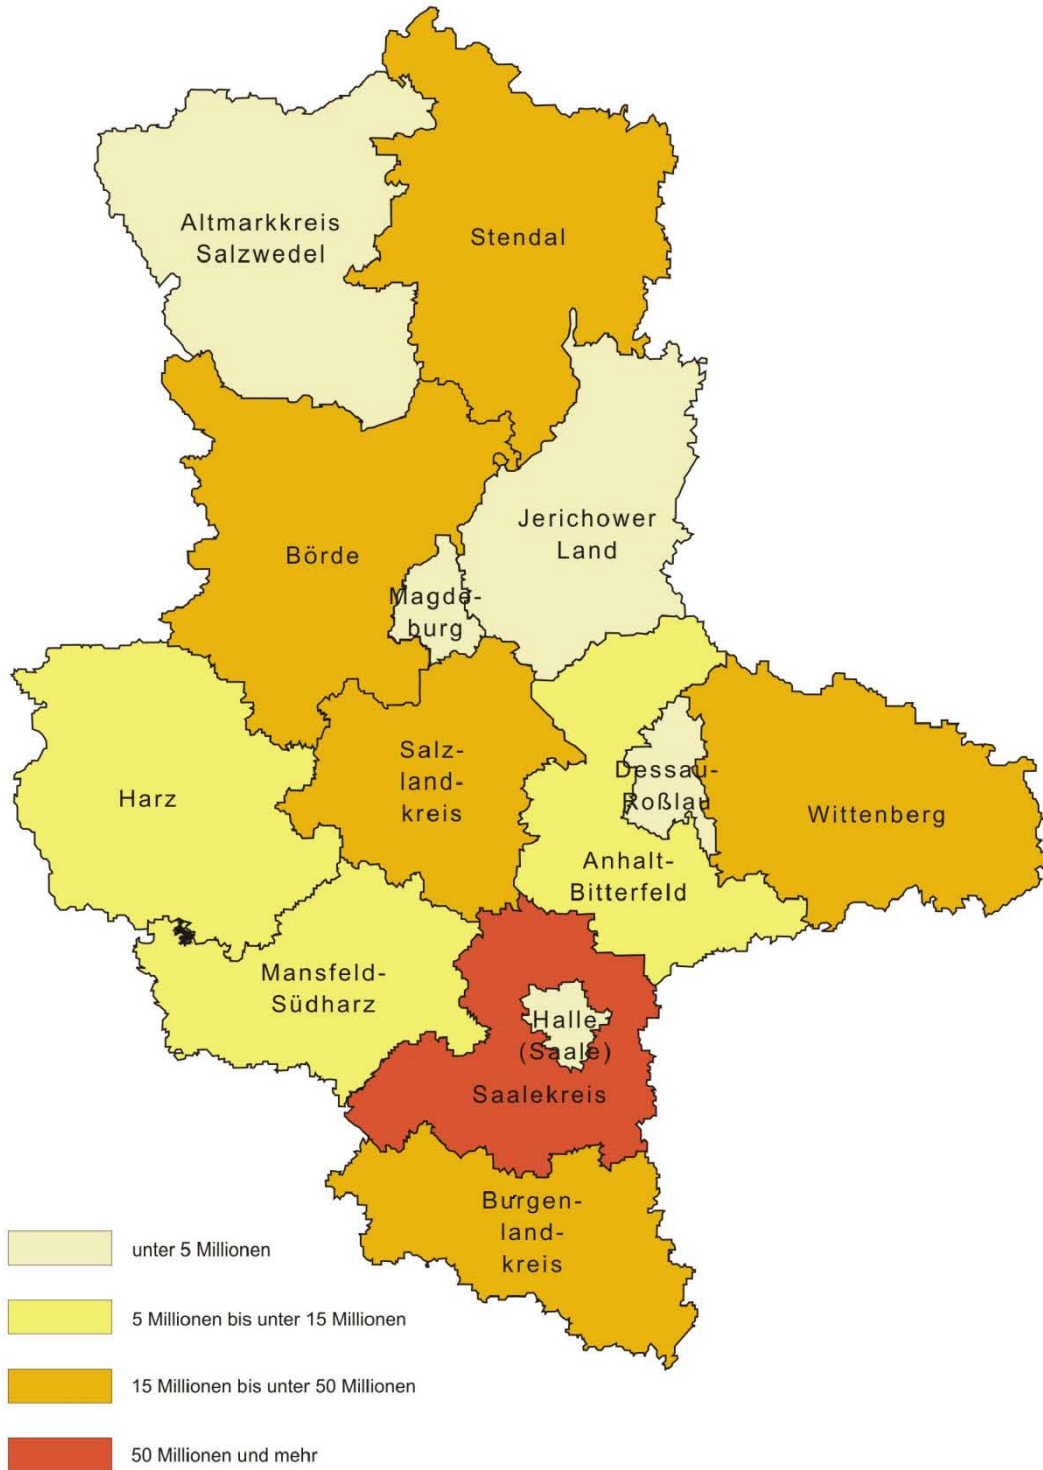 Altmarkkreis
Salzwedel
Stendal
Jerichower
Land
Börde
Magde-
burg
Harz
Salz-
land-
kreis
Dessau-
Roßlau
Wittenberg
Anhalt-
Bitterfeld
Mansfeld-
Südharz
Halle
(Saale)
Saalekreis
Burgen-
land-
kreis
unter 5 Millionen
5 Millionen bis unter 15 Millionen
15 Millionen bis unter 50 Millionen
50 Millionen und mehr